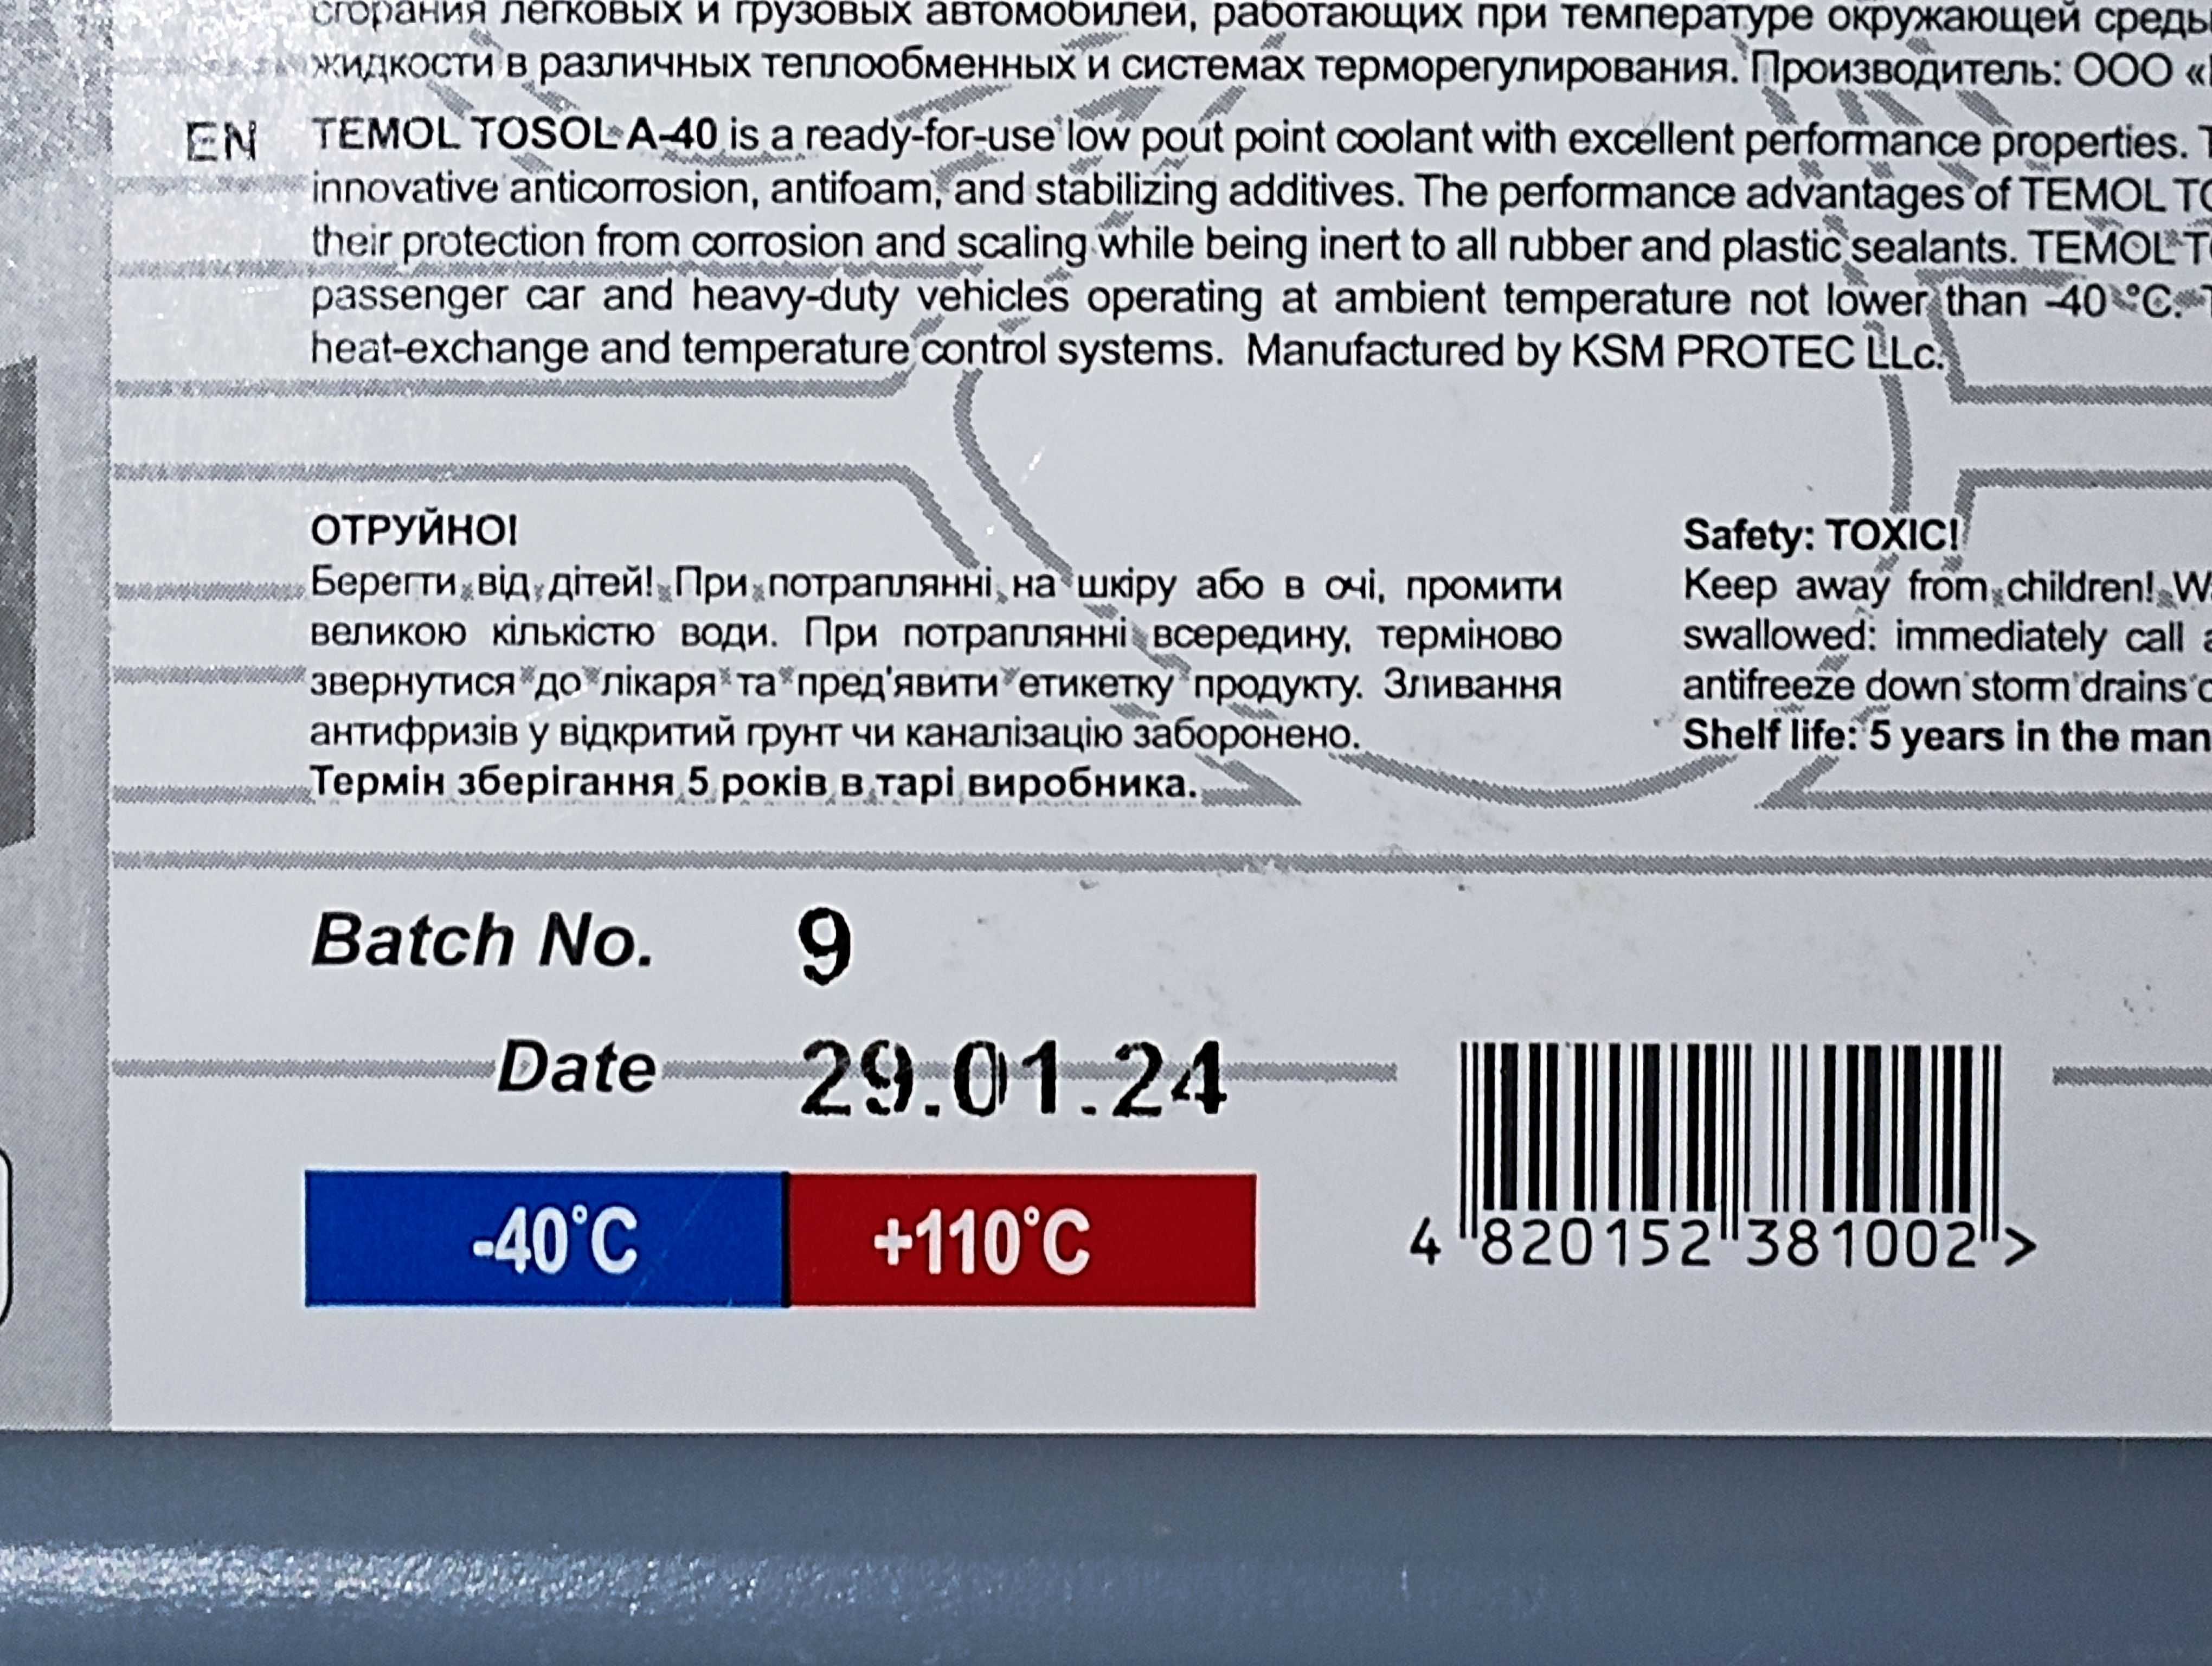 сгорания легковых и грузовых автомобилей, работающих при температуре окружающей среды
жидкости в различных теплообменных и системах терморегулирования. Производитель: ООО «
EN TEMOL TOSOL A-40 is a ready-for-use low pout point coolant with excellent performance properties.
innovative anticorrosion, antifoam, and stabilizing additives. The performance advantages of TEMOL
their protection from corrosion and scaling while being inert to all rubber and plastic sealants. TEMOL
passenger car and heavy-duty vehicles operating at ambient temperature not lower than -40 °C.
heat-exchange and temperature control systems. Manufactured by KSM PROTEC LLc.
ОТРУЙНО!
Берегти від дітей! При потраплянні на шкіру або в очі, промити
великою кількістю води. При потраплянні всередину, терміново
звернутися до лікаря та пред'явити етикетку продукту. Зливання
антифризів у відкритий грунт чи каналізацію заборонено.
Термін зберігання 5 років в тарі виробника.
Safety: TOXIC!
Keep away from children!
swallowed: immediately call
antifreeze down storm drains
Shelf life: 5 years in the man
Batch No. 9
Date 29.01.24
-40°C +110°C
4 820152 381002 >